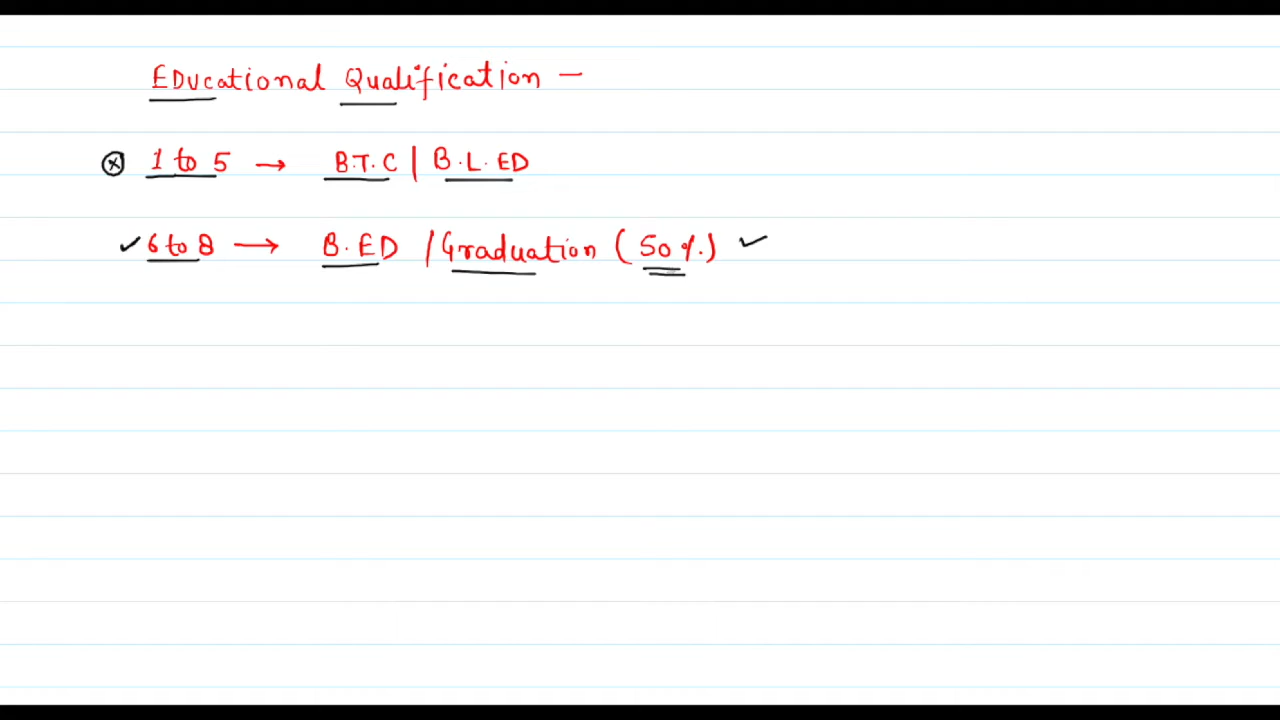 EDucational Qualification —
ⓧ 1 to 5 → B.T.C | B.L.ED
✓ 6 to 8 → B.ED / Graduation (50%) ✓